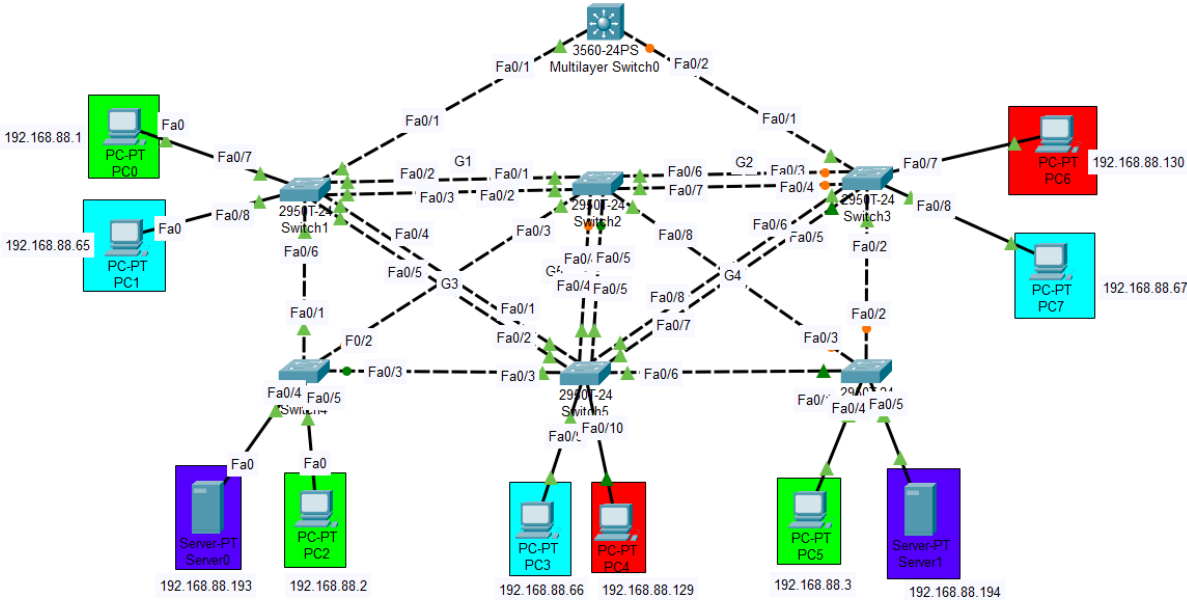 3560-24PS
Multilayer Switch0
Fa0/1
Fa0/2
Fa0/1
Fa0/1
192.168.88.1
Fa0
PC-PT
PC0
Fa0/7
G1
Fa0/2
Fa0/1
Fa0/3
Fa0/2
G2
Fa0/6
Fa0/3
Fa0/7
Fa0/4
Fa0/7
PC-PT
PC6
192.168.88.130
2950T-24
Switch1
2950T-24
Switch2
2950T-24
Switch3
192.168.88.65
Fa0/8
Fa0
PC-PT
PC1
Fa0/8
PC-PT
PC7
192.168.88.67
Fa0/6
Fa0/4
Fa0/5
Fa0/3
Fa0/5
Fa0/8
Fa0/6
Fa0/5
Fa0/2
G3
G4
Fa0/4
Fa0/5
Fa0/8
Fa0/7
Fa0/1
F0/2
Fa0/1
Fa0/2
Fa0/3
Fa0/2
Fa0/3
Fa0/3
Fa0/6
2950T-24
Switch5
Fa0/4
Fa0/5
Fa0/10
Fa0/4
Fa0/5
Fa0
Fa0
Server-PT
Server0
192.168.88.193
PC-PT
PC2
192.168.88.2
PC-PT
PC3
192.168.88.66
PC-PT
PC4
192.168.88.129
PC-PT
PC5
192.168.88.3
Server-PT
Server1
192.168.88.194